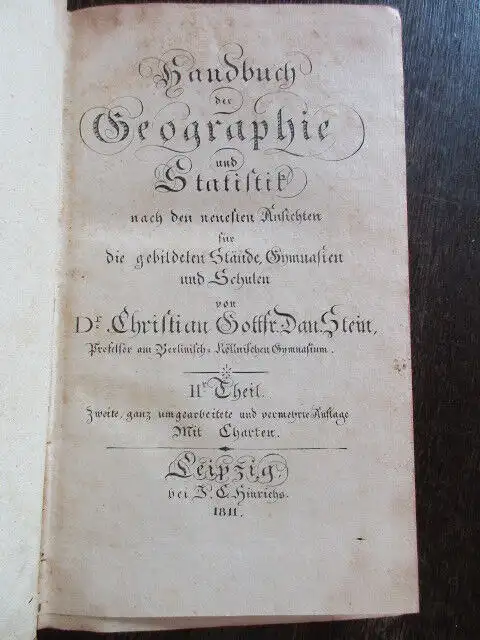 Handbuch
der
Geographie
und
Statistik
nach den neuesten Ansichten
für
die gebildeten Stände, Gymnasien
und Schulen
von
Dr. Christian Gottfr. Dan. Stein,
Professor am Berlinisch-Köllnischen Gymnasium.
IIr Theil.
Zweite, ganz umgearbeitete und vermehrte Auflage
Mit Charten.
Leipzig
bei J. C. Hinrichs.
1811.